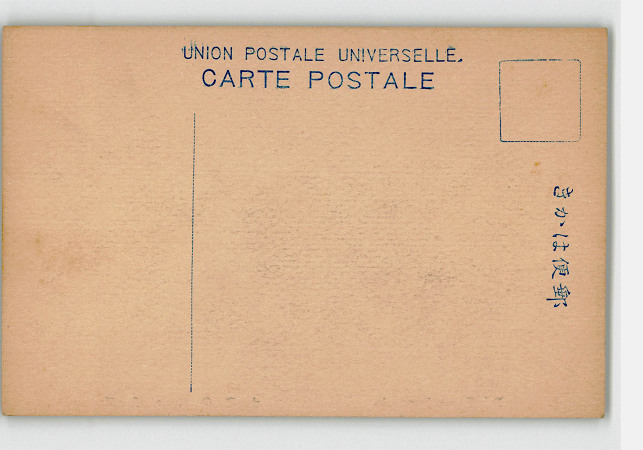 UNION POSTALE UNIVERSELLE.
CARTE POSTALE
きかは便郵